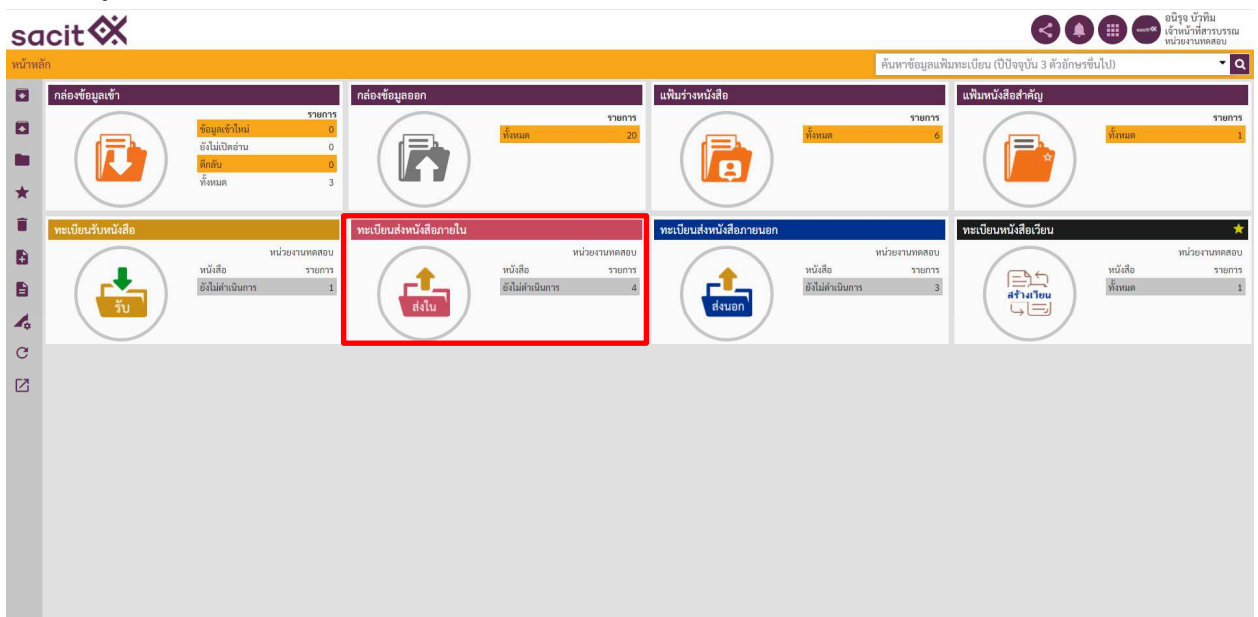 sacit
อนิรุจ บัวทิม
เจ้าหน้าที่สารบรรณ
หน่วยงานทดสอบ
หน้าหลัก
ค้นหาข้อมูลแฟ้มทะเบียน (ปีปัจจุบัน 3 ตัวอักษรขึ้นไป)
กล่องข้อมูลเข้า
รายการ
ข้อมูลเข้าใหม่ 0
ยังไม่เปิดอ่าน 0
ตีกลับ 0
ทั้งหมด 3
กล่องข้อมูลออก
รายการ
ทั้งหมด 20
แฟ้มร่างหนังสือ
รายการ
ทั้งหมด 6
แฟ้มหนังสือสำคัญ
รายการ
ทั้งหมด 1
ทะเบียนรับหนังสือ
หน่วยงานทดสอบ
หนังสือ รายการ
ยังไม่ดำเนินการ 1
รับ
ทะเบียนส่งหนังสือภายใน
หน่วยงานทดสอบ
หนังสือ รายการ
ยังไม่ดำเนินการ 4
ส่งใน
ทะเบียนส่งหนังสือภายนอก
หน่วยงานทดสอบ
หนังสือ รายการ
ยังไม่ดำเนินการ 3
ส่งนอก
ทะเบียนหนังสือเวียน
หน่วยงานทดสอบ
หนังสือ รายการ
ทั้งหมด 1
สร้างเวียน